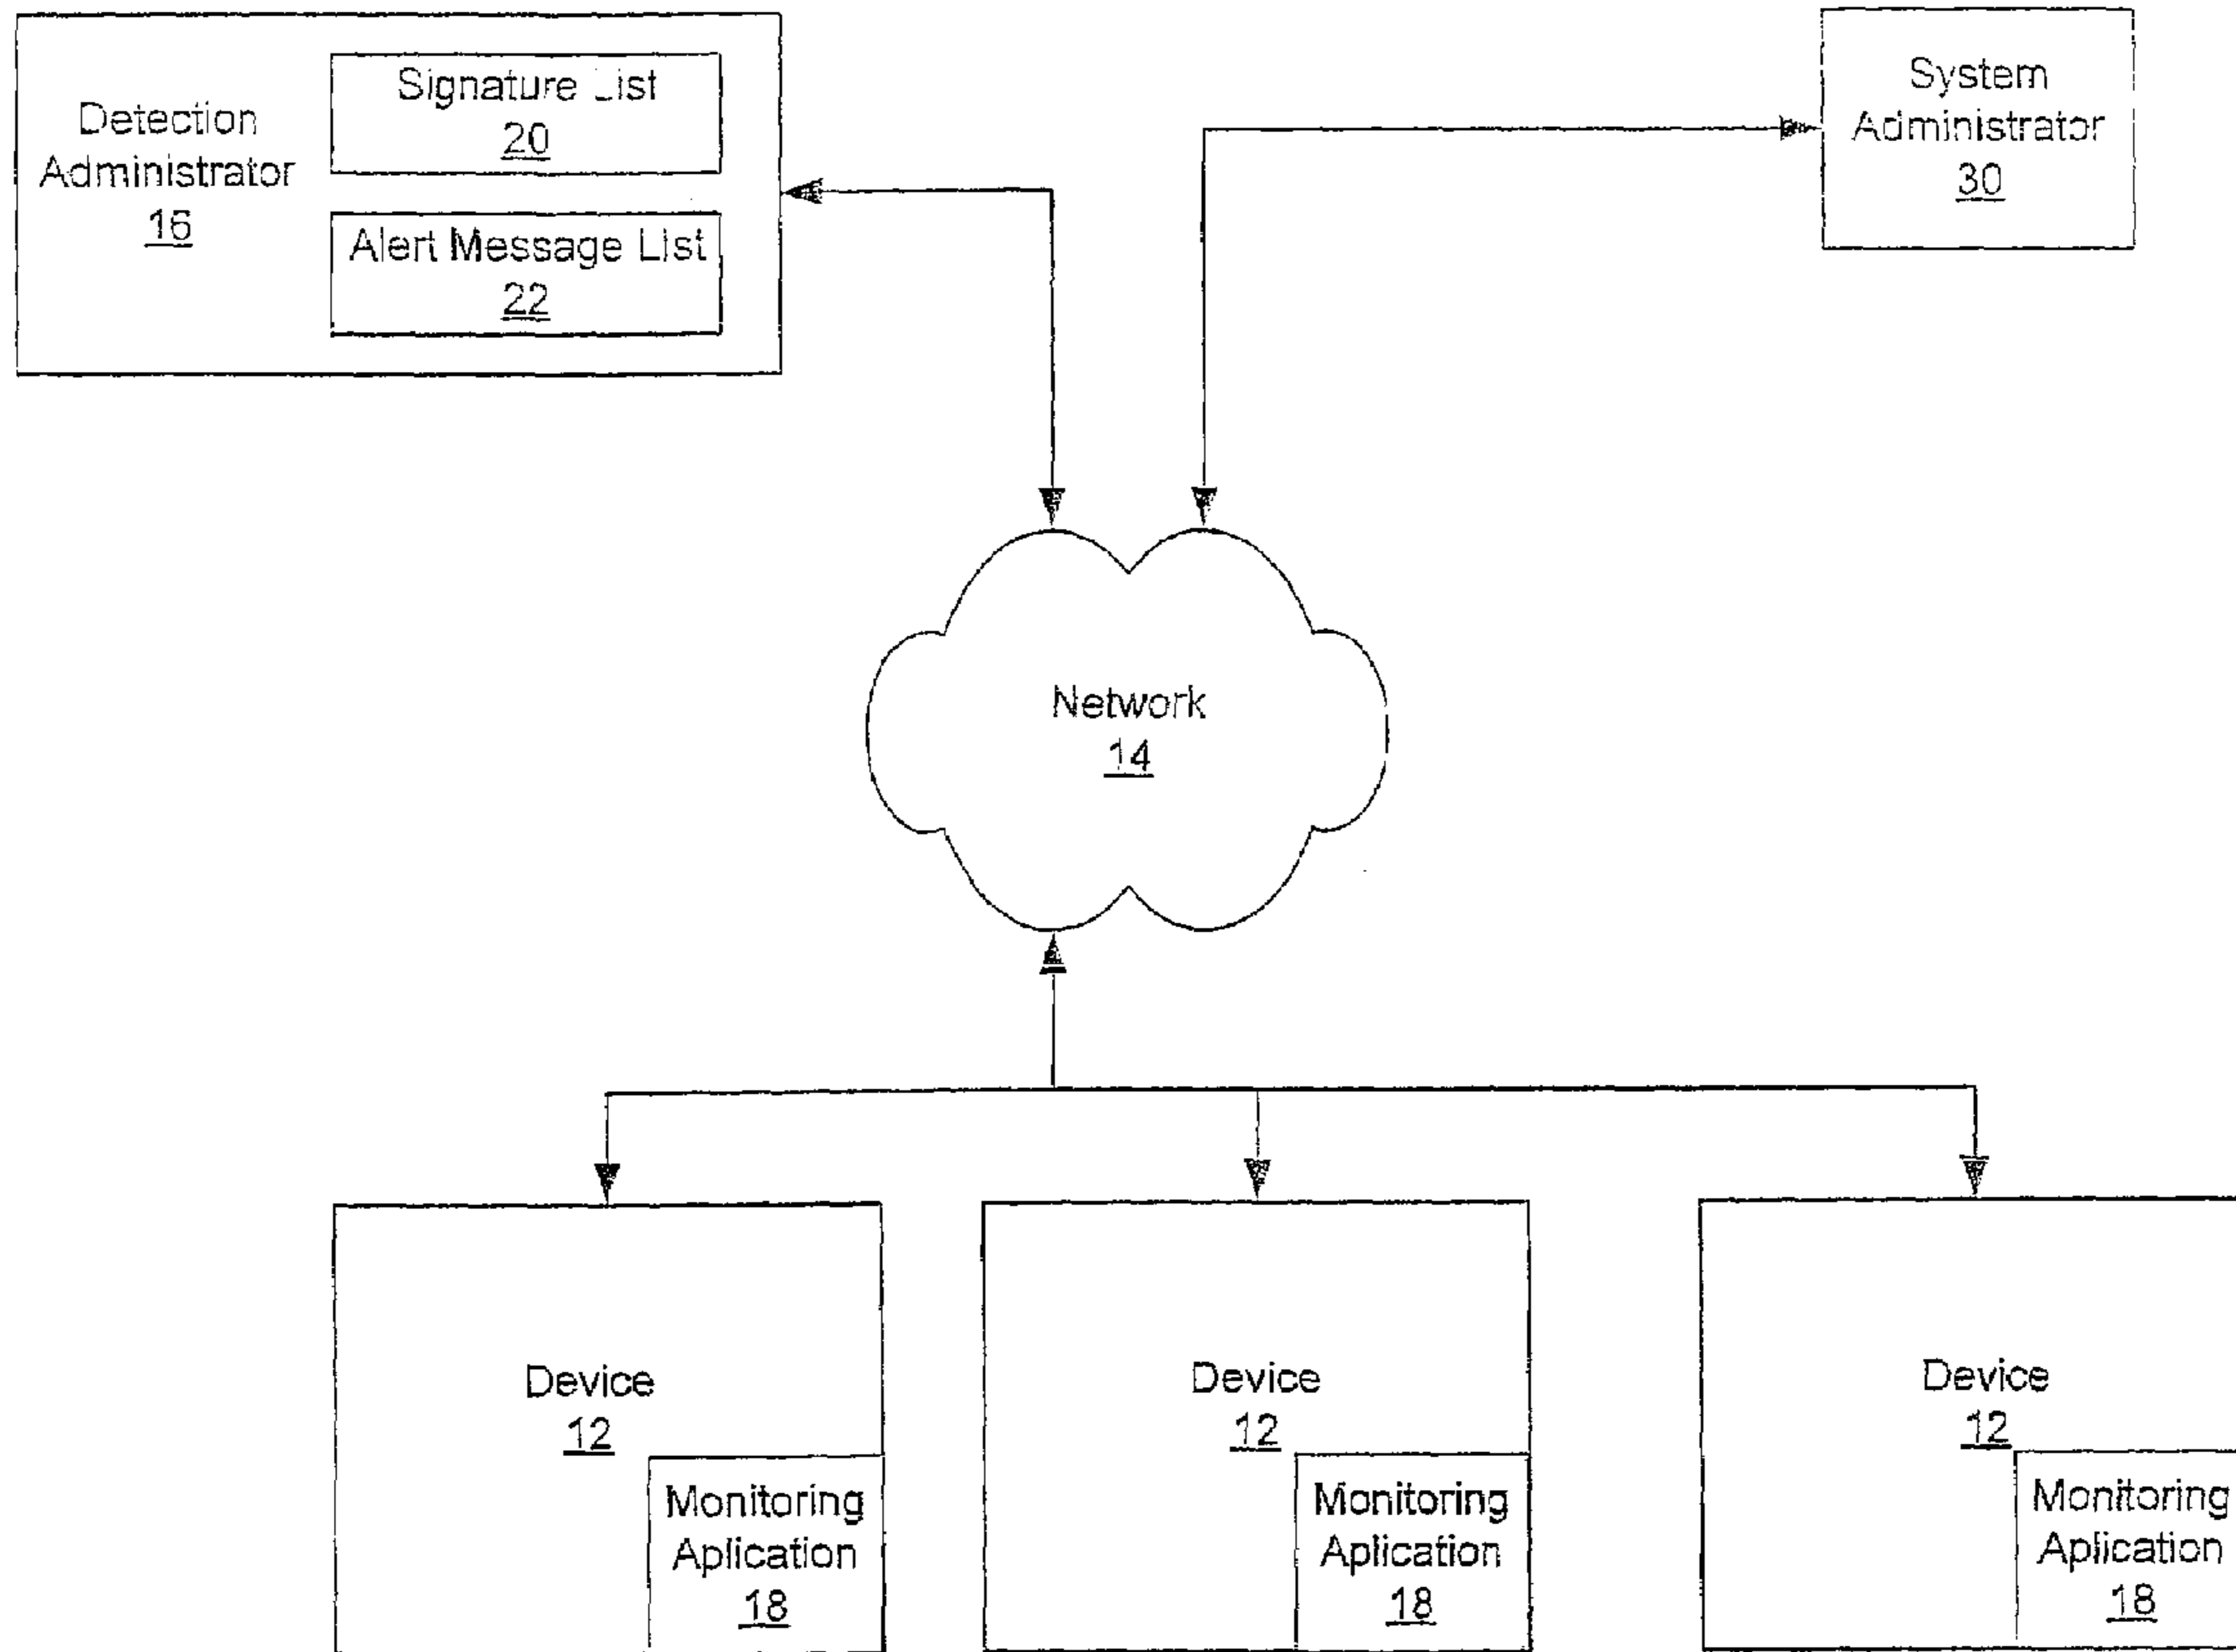 Detection
Administrator
16
Signature List
20
Alert Message List
22
System
Administrator
30
Network
14
Device
12
Monitoring
Aplication
18
Device
12
Monitoring
Aplication
18
Device
12
Monitoring
Aplication
18